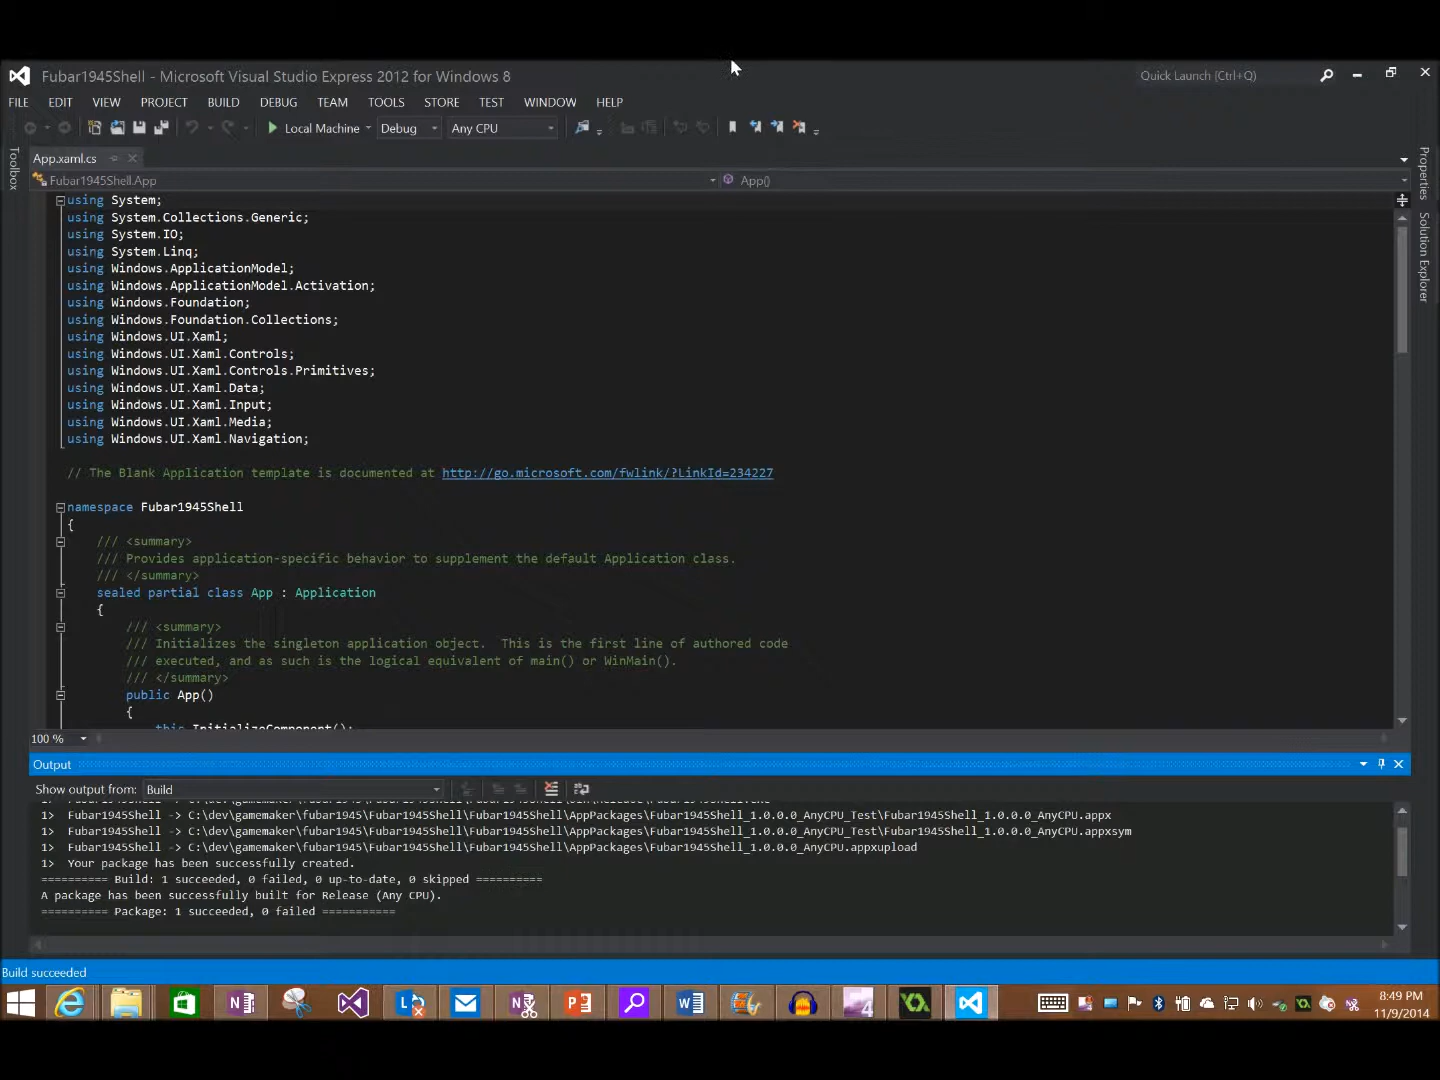 Fubar1945Shell - Microsoft Visual Studio Express 2012 for Windows 8
Quick Launch (Ctrl+Q)
FILE EDIT VIEW PROJECT BUILD DEBUG TEAM TOOLS STORE TEST WINDOW HELP
Local Machine Debug Any CPU
Toolbox
App.xaml.cs
Properties
Solution Explorer
Fubar1945Shell.App
App()
using System;
using System.Collections.Generic;
using System.IO;
using System.Linq;
using Windows.ApplicationModel;
using Windows.ApplicationModel.Activation;
using Windows.Foundation;
using Windows.Foundation.Collections;
using Windows.UI.Xaml;
using Windows.UI.Xaml.Controls;
using Windows.UI.Xaml.Controls.Primitives;
using Windows.UI.Xaml.Data;
using Windows.UI.Xaml.Input;
using Windows.UI.Xaml.Media;
using Windows.UI.Xaml.Navigation;
// The Blank Application template is documented at http://go.microsoft.com/fwlink/?LinkId=234227
namespace Fubar1945Shell
{
/// <summary>
/// Provides application-specific behavior to supplement the default Application class.
/// </summary>
sealed partial class App : Application
{
/// <summary>
/// Initializes the singleton application object.  This is the first line of authored code
/// executed, and as such is the logical equivalent of main() or WinMain().
/// </summary>
public App()
{
this.InitializeComponent();
100 %
Output
Show output from: Build
1>  Fubar1945Shell -> C:\dev\gamemaker\fubar1945\Fubar1945Shell\Fubar1945Shell\bin\Release\Fubar1945Shell.exe
1>  Fubar1945Shell -> C:\dev\gamemaker\fubar1945\Fubar1945Shell\Fubar1945Shell\AppPackages\Fubar1945Shell_1.0.0.0_AnyCPU_Test\Fubar1945Shell_1.0.0.0_AnyCPU.appx
1>  Fubar1945Shell -> C:\dev\gamemaker\fubar1945\Fubar1945Shell\Fubar1945Shell\AppPackages\Fubar1945Shell_1.0.0.0_AnyCPU_Test\Fubar1945Shell_1.0.0.0_AnyCPU.appxsym
1>  Fubar1945Shell -> C:\dev\gamemaker\fubar1945\Fubar1945Shell\Fubar1945Shell\AppPackages\Fubar1945Shell_1.0.0.0_AnyCPU.appxupload
1>  Your package has been successfully created.
========== Build: 1 succeeded, 0 failed, 0 up-to-date, 0 skipped ==========
A package has been successfully built for Release (Any CPU).
========== Package: 1 succeeded, 0 failed ===========
Build succeeded
8:49 PM
11/9/2014